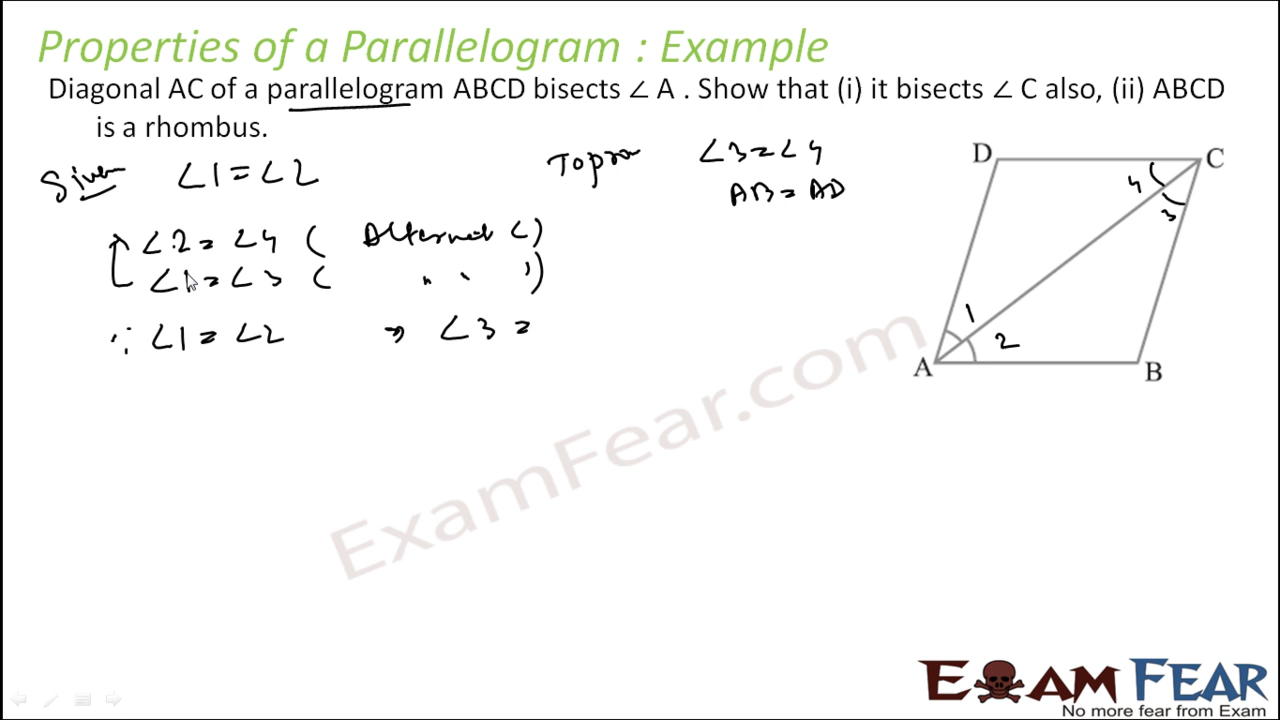 Properties of a Parallelogram : Example
Diagonal AC of a parallelogram ABCD bisects ∠ A . Show that (i) it bisects ∠ C also, (ii) ABCD
is a rhombus.
Given ∠1 = ∠2
To prove ∠3 = ∠4
AB = AD
∠2 = ∠4 ( Alternet ∠)
∠1 = ∠3 ( " " ")
∵ ∠1 = ∠2 ⇒ ∠3 =
D C
4
3
1
2
A B
ExamFear.com
EXAM FEAR
No more fear from Exam